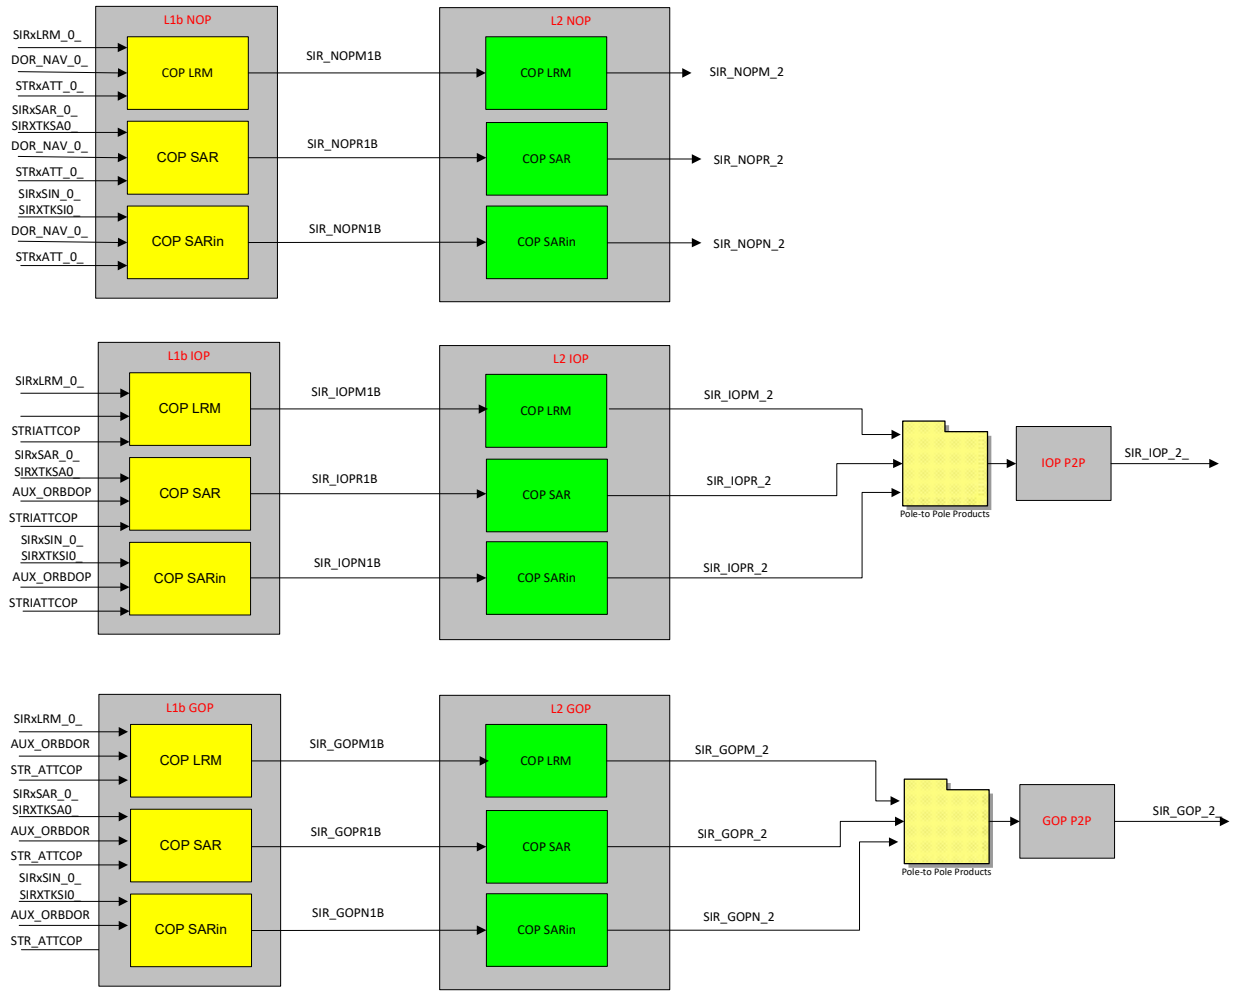 L1b NOP
L2 NOP
SIRxLRM_0_
DOR_NAV_0_
STRxATT_0_
COP LRM
SIR_NOPM1B
COP LRM
SIR_NOPM_2
SIRxSAR_0_
SIRXTKSA0_
DOR_NAV_0_
STRxATT_0_
COP SAR
SIR_NOPR1B
COP SAR
SIR_NOPR_2
SIRxSIN_0_
SIRXTKSI0_
DOR_NAV_0_
STRxATT_0_
COP SARin
SIR_NOPN1B
COP SARin
SIR_NOPN_2
L1b IOP
L2 IOP
SIRxLRM_0_
STRIATTCOP
COP LRM
SIR_IOPM1B
COP LRM
SIR_IOPM_2
SIRxSAR_0_
SIRXTKSA0_
AUX_ORBDOP
STRIATTCOP
COP SAR
SIR_IOPR1B
COP SAR
SIR_IOPR_2
SIRxSIN_0_
SIRXTKSI0_
AUX_ORBDOP
STRIATTCOP
COP SARin
SIR_IOPN1B
COP SARin
SIR_IOPR_2
Pole-to Pole Products
IOP P2P
SIR_IOP_2_
L1b GOP
L2 GOP
SIRxLRM_0_
AUX_ORBDOR
STR_ATTCOP
COP LRM
SIR_GOPM1B
COP LRM
SIR_GOPM_2
SIRxSAR_0_
SIRXTKSA0_
AUX_ORBDOR
STR_ATTCOP
COP SAR
SIR_GOPR1B
COP SAR
SIR_GOPR_2
SIRxSIN_0_
SIRXTKSI0_
AUX_ORBDOR
STR_ATTCOP
COP SARin
SIR_GOPN1B
COP SARin
SIR_GOPN_2
Pole-to Pole Products
GOP P2P
SIR_GOP_2_